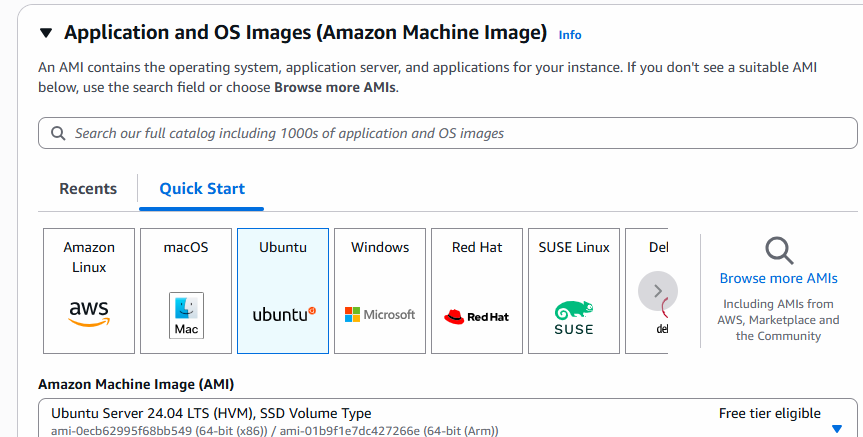 Application and OS Images (Amazon Machine Image) Info
An AMI contains the operating system, application server, and applications for your instance. If you don't see a suitable AMI
below, use the search field or choose Browse more AMIs.
Search our full catalog including 1000s of application and OS images
Recents
Quick Start
Amazon
Linux
aws
macOS
Mac
Ubuntu
ubuntu
Windows
Microsoft
Red Hat
Red Hat
SUSE Linux
SUSE
Browse more AMIs
Including AMIs from
AWS, Marketplace and
the Community
Amazon Machine Image (AMI)
Ubuntu Server 24.04 LTS (HVM), SSD Volume Type
Free tier eligible
ami-0ecb62995f68bb549 (64-bit (x86)) / ami-01b9f1e7dc427266e (64-bit (Arm))